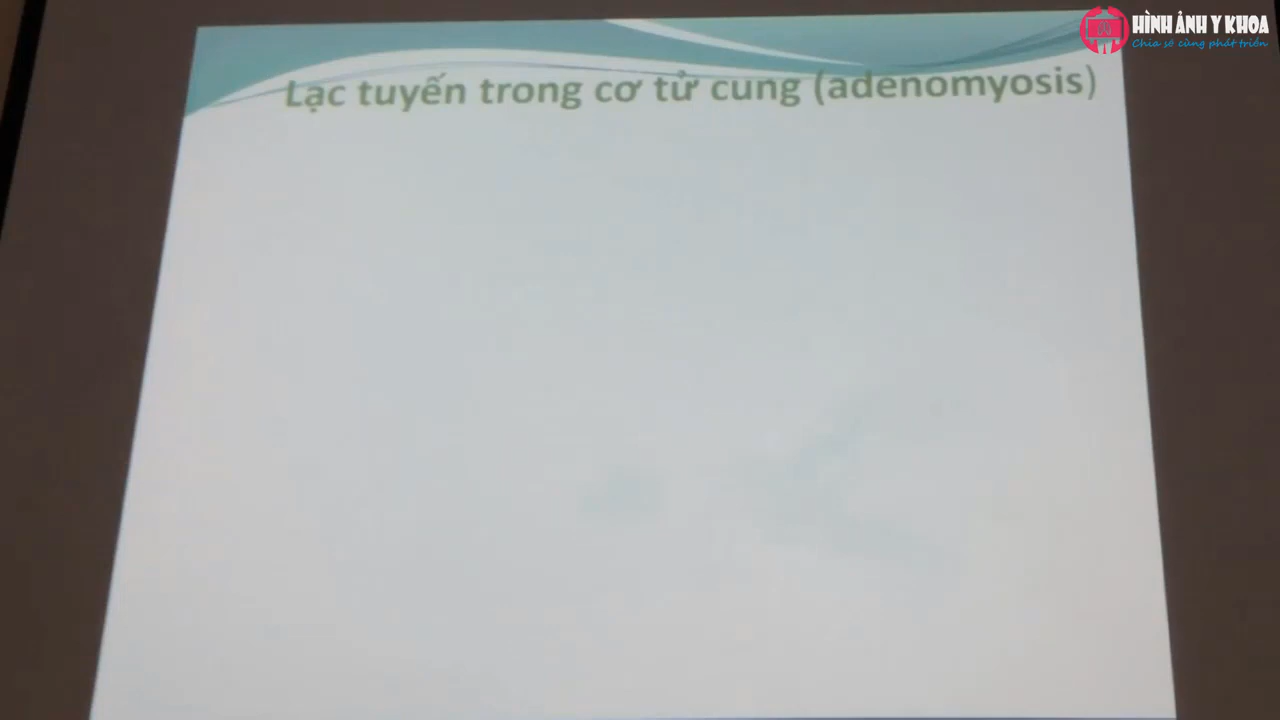 HÌNH ẢNH Y KHOA
Chia sẻ cùng phát triển
Lạc tuyến trong cơ tử cung (adenomyosis)